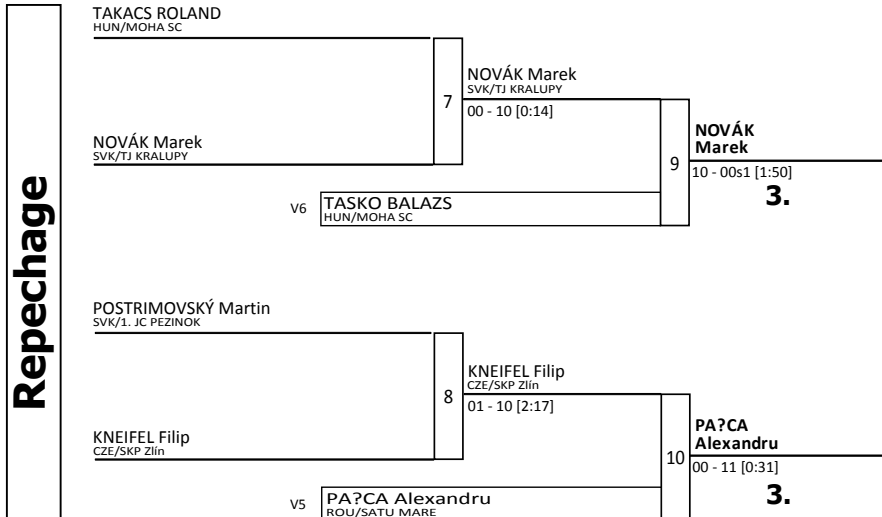 Repechage
TAKACS ROLAND
HUN/MOHA SC
7
NOVÁK Marek
SVK/TJ KRALUPY
00 - 10 [0:14]
NOVÁK Marek
SVK/TJ KRALUPY
9
NOVÁK
Marek
10 - 00s1 [1:50]
3.
V6
TASKO BALAZS
HUN/MOHA SC
POSTRIMOVSKÝ Martin
SVK/1. JC PEZINOK
8
KNEIFEL Filip
CZE/SKP Zlín
01 - 10 [2:17]
KNEIFEL Filip
CZE/SKP Zlín
10
PA?CA
Alexandru
00 - 11 [0:31]
3.
V5
PA?CA Alexandru
ROU/SATU MARE